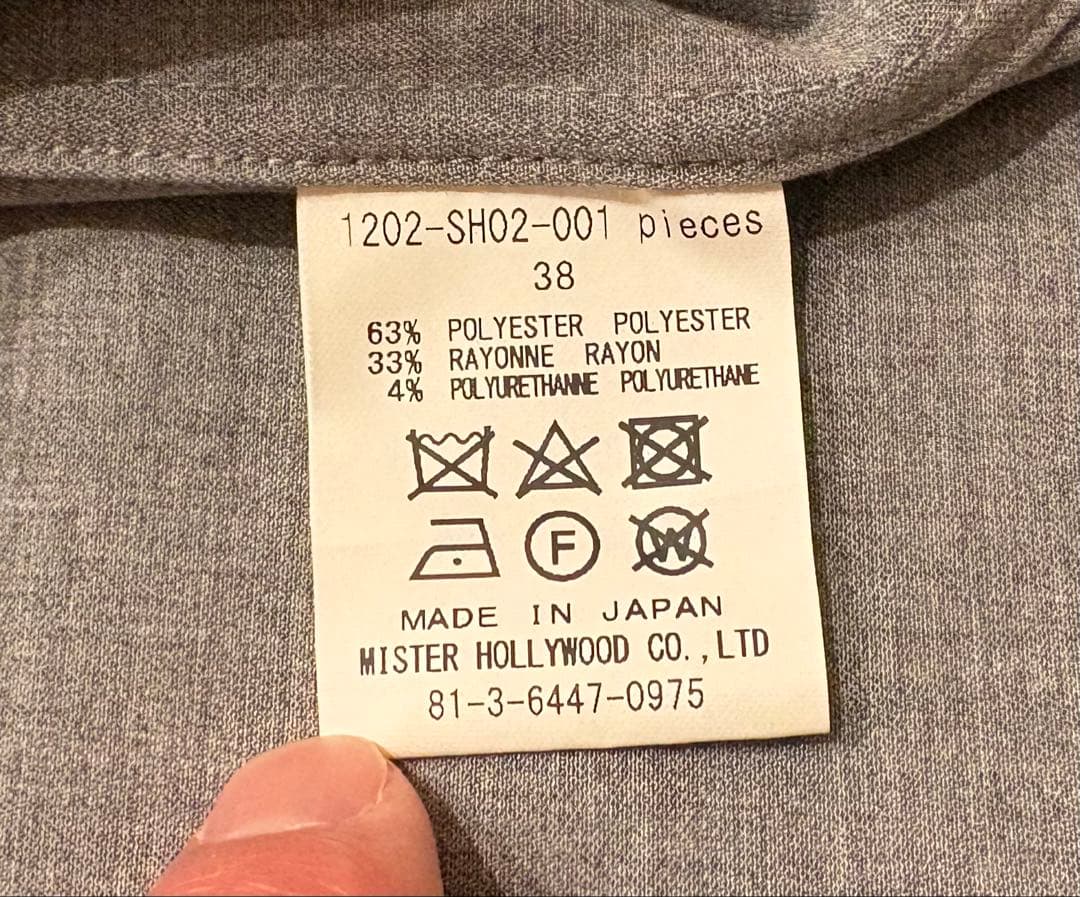 1202-SH02-001 pieces
38
63% POLYESTER POLYESTER
33% RAYONNE RAYON
4% POLYURETHANNE POLYURETHANE
F W
MADE IN JAPAN
MISTER HOLLYWOOD CO.,LTD
81-3-6447-0975